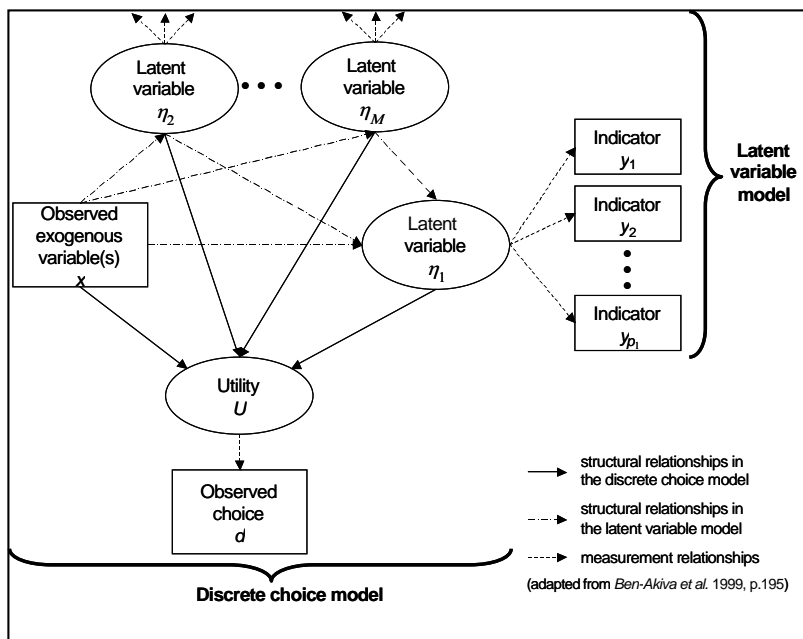 Latent
variable
η2
Latent
variable
ηM
Indicator
y1
Indicator
y2
Indicator
yp1
Latent
variable
model
Observed
exogenous
variable(s)
x
Latent
variable
η1
Utility
U
Observed
choice
d
structural relationships in
the discrete choice model
structural relationships in
the latent variable model
measurement relationships
(adapted from Ben-Akiva et al. 1999, p.195)
Discrete choice model